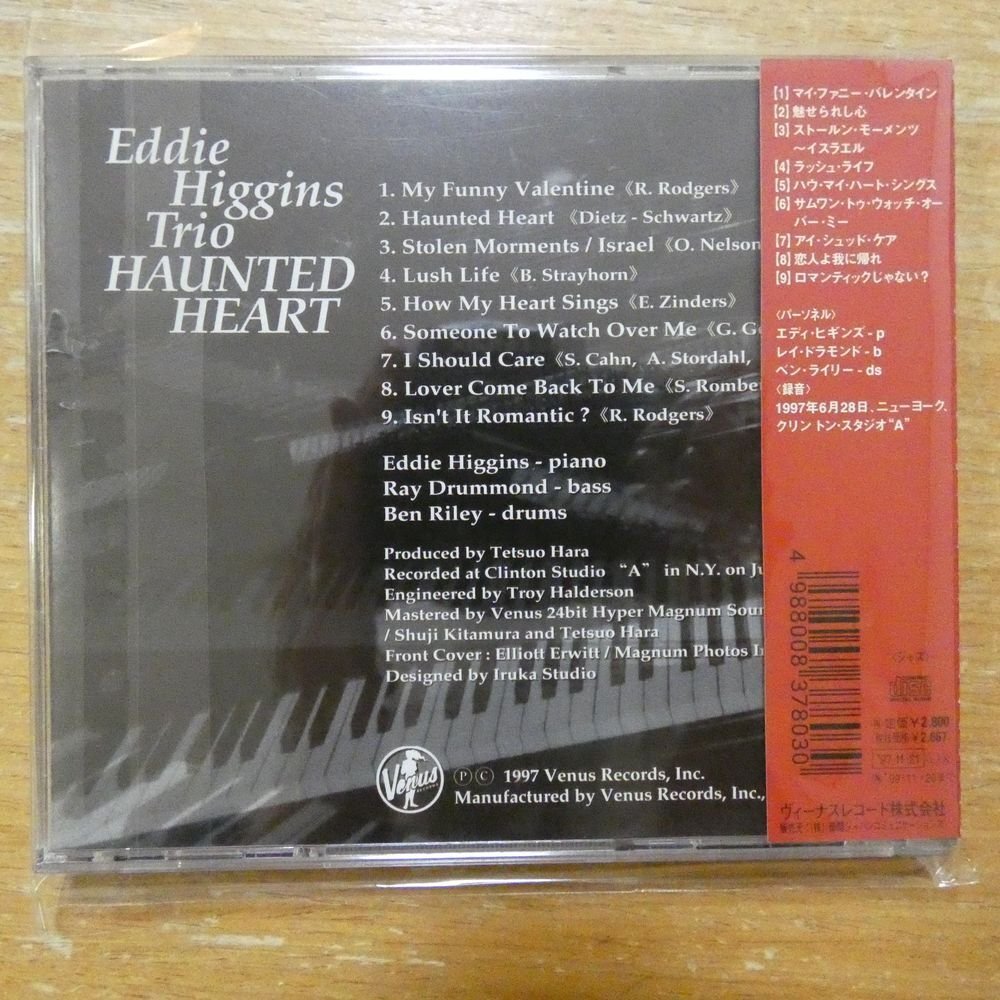 Eddie
Higgins
Trio
HAUNTED
HEART
1. My Funny Valentine《R. Rodgers》
2. Haunted Heart 《Dietz - Schwartz》
3. Stolen Morments / Israel《O. Nelson
4. Lush Life《B. Strayhorn》
5. How My Heart Sings《E. Zinders》
6. Someone To Watch Over Me《G.
7. I Should Care《S. Cahn, A. Stordahl,
8. Lover Come Back To Me《S.
9. Isn't It Romantic ?《R. Rodgers》
Eddie Higgins - piano
Ray Drummond - bass
Ben Riley - drums
Produced by Tetsuo Hara
Recorded at Clinton Studio “A” in N.Y. on
Engineered by Troy Halderson
Mastered by Venus 24bit Hyper Magnum
/ Shuji Kitamura and Tetsuo Hara
Front Cover : Elliott Erwitt / Magnum Photos
Designed by Iruka Studio
Venus
RECORDS
Ⓟ Ⓒ 1997 Venus Records, Inc.
Manufactured by Venus Records, Inc.,
[1] マイ・ファニー・バレンタイン
[2] 魅せられし心
[3] ストールン・モーメンツ
～イスラエル
[4] ラッシュ・ライフ
[5] ハウ・マイ・ハート・シングス
[6] サムワン・トゥ・ウォッチ・オー
バー・ミー
[7] アイ・シュッド・ケア
[8] 恋人よ我に帰れ
[9] ロマンティックじゃない?
〈パーソネル〉
エディ・ヒギンズ - p
レイ・ドラモンド - b
ベン・ライリー - ds
〈録音〉
1997年6月28日、ニューヨーク、
クリントン・スタジオ“A”
4 988008 378030
〈ジャズ〉
disc
定価￥2,800
ヴィーナスレコード株式会社